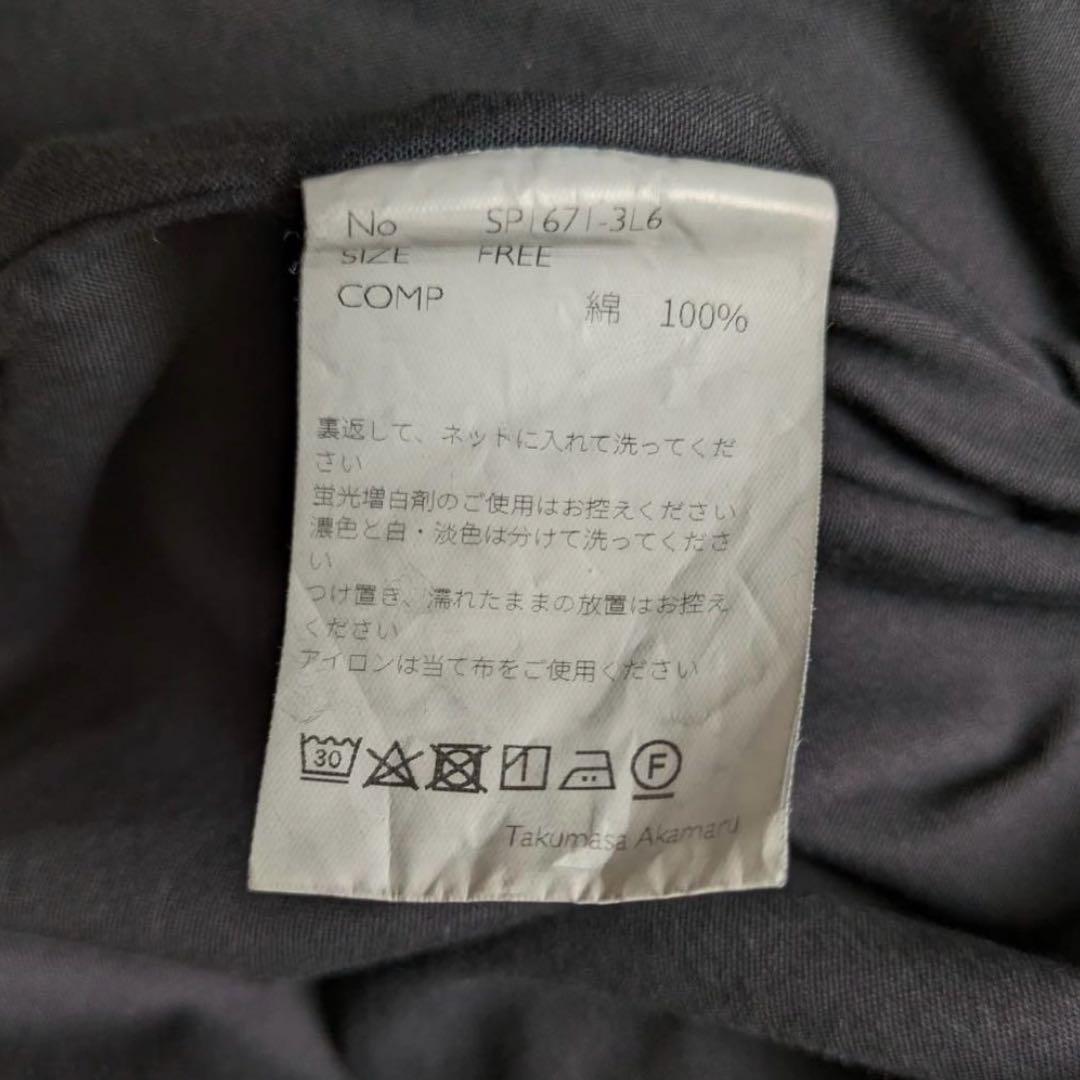 No SP1671-3L6
SIZE FREE
COMP 綿 100%
裏返して、ネットに入れて洗ってくだ
さい
蛍光増白剤のご使用はお控えください
濃色と白・淡色は分けて洗ってくださ
い
つけ置き、濡れたままの放置はお控え
ください
アイロンは当て布をご使用ください
30 F
Takumasa Akamaru